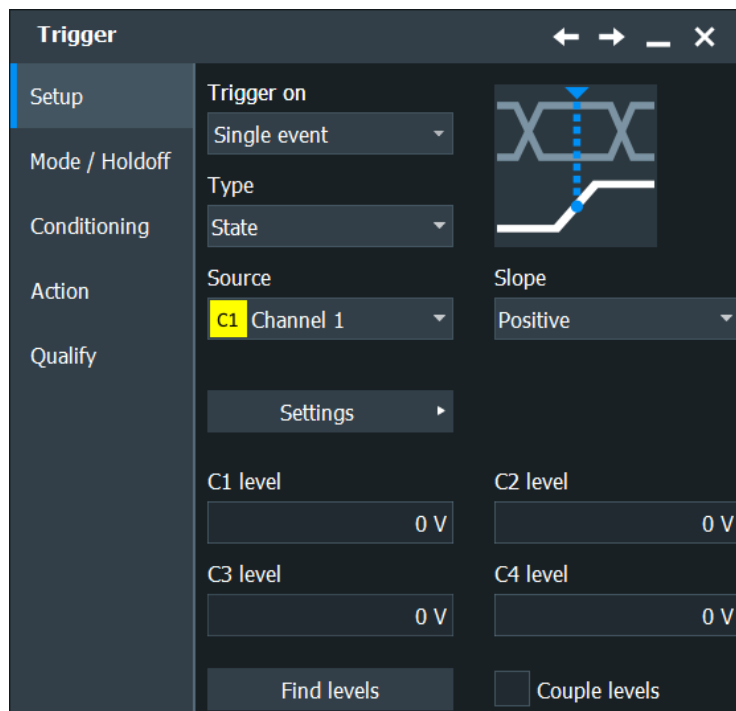 Trigger
Setup
Mode / Holdoff
Conditioning
Action
Qualify
Trigger on
Single event
Type
State
Source
C1 Channel 1
Slope
Positive
Settings
C1 level
0 V
C2 level
0 V
C3 level
0 V
C4 level
0 V
Find levels
Couple levels